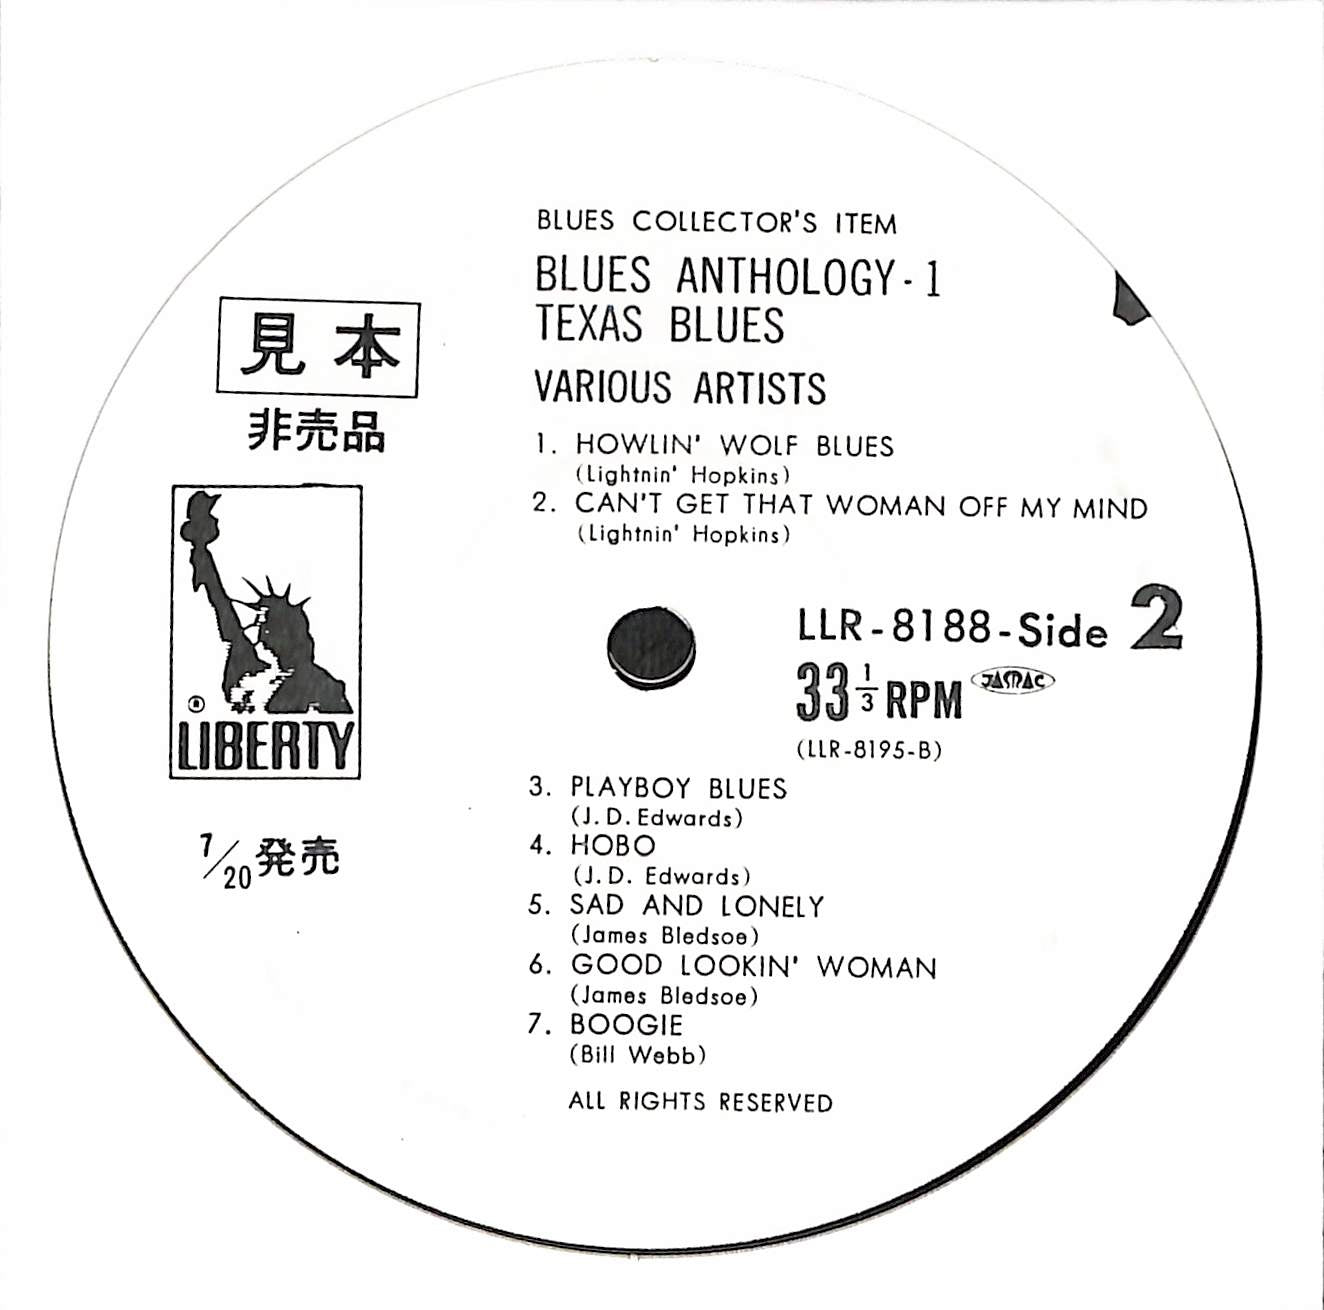 BLUES COLLECTOR'S ITEM
BLUES ANTHOLOGY - 1
TEXAS BLUES
VARIOUS ARTISTS
見本
非売品
1. HOWLIN' WOLF BLUES
(Lightnin' Hopkins)
2. CAN'T GET THAT WOMAN OFF MY MIND
(Lightnin' Hopkins)
LLR-8188-Side 2
33 1/3 RPM JASRAC
(LLR-8195-B)
® LIBERTY
7/20発売
3. PLAYBOY BLUES
(J. D. Edwards)
4. HOBO
(J. D. Edwards)
5. SAD AND LONELY
(James Bledsoe)
6. GOOD LOOKIN' WOMAN
(James Bledsoe)
7. BOOGIE
(Bill Webb)
ALL RIGHTS RESERVED